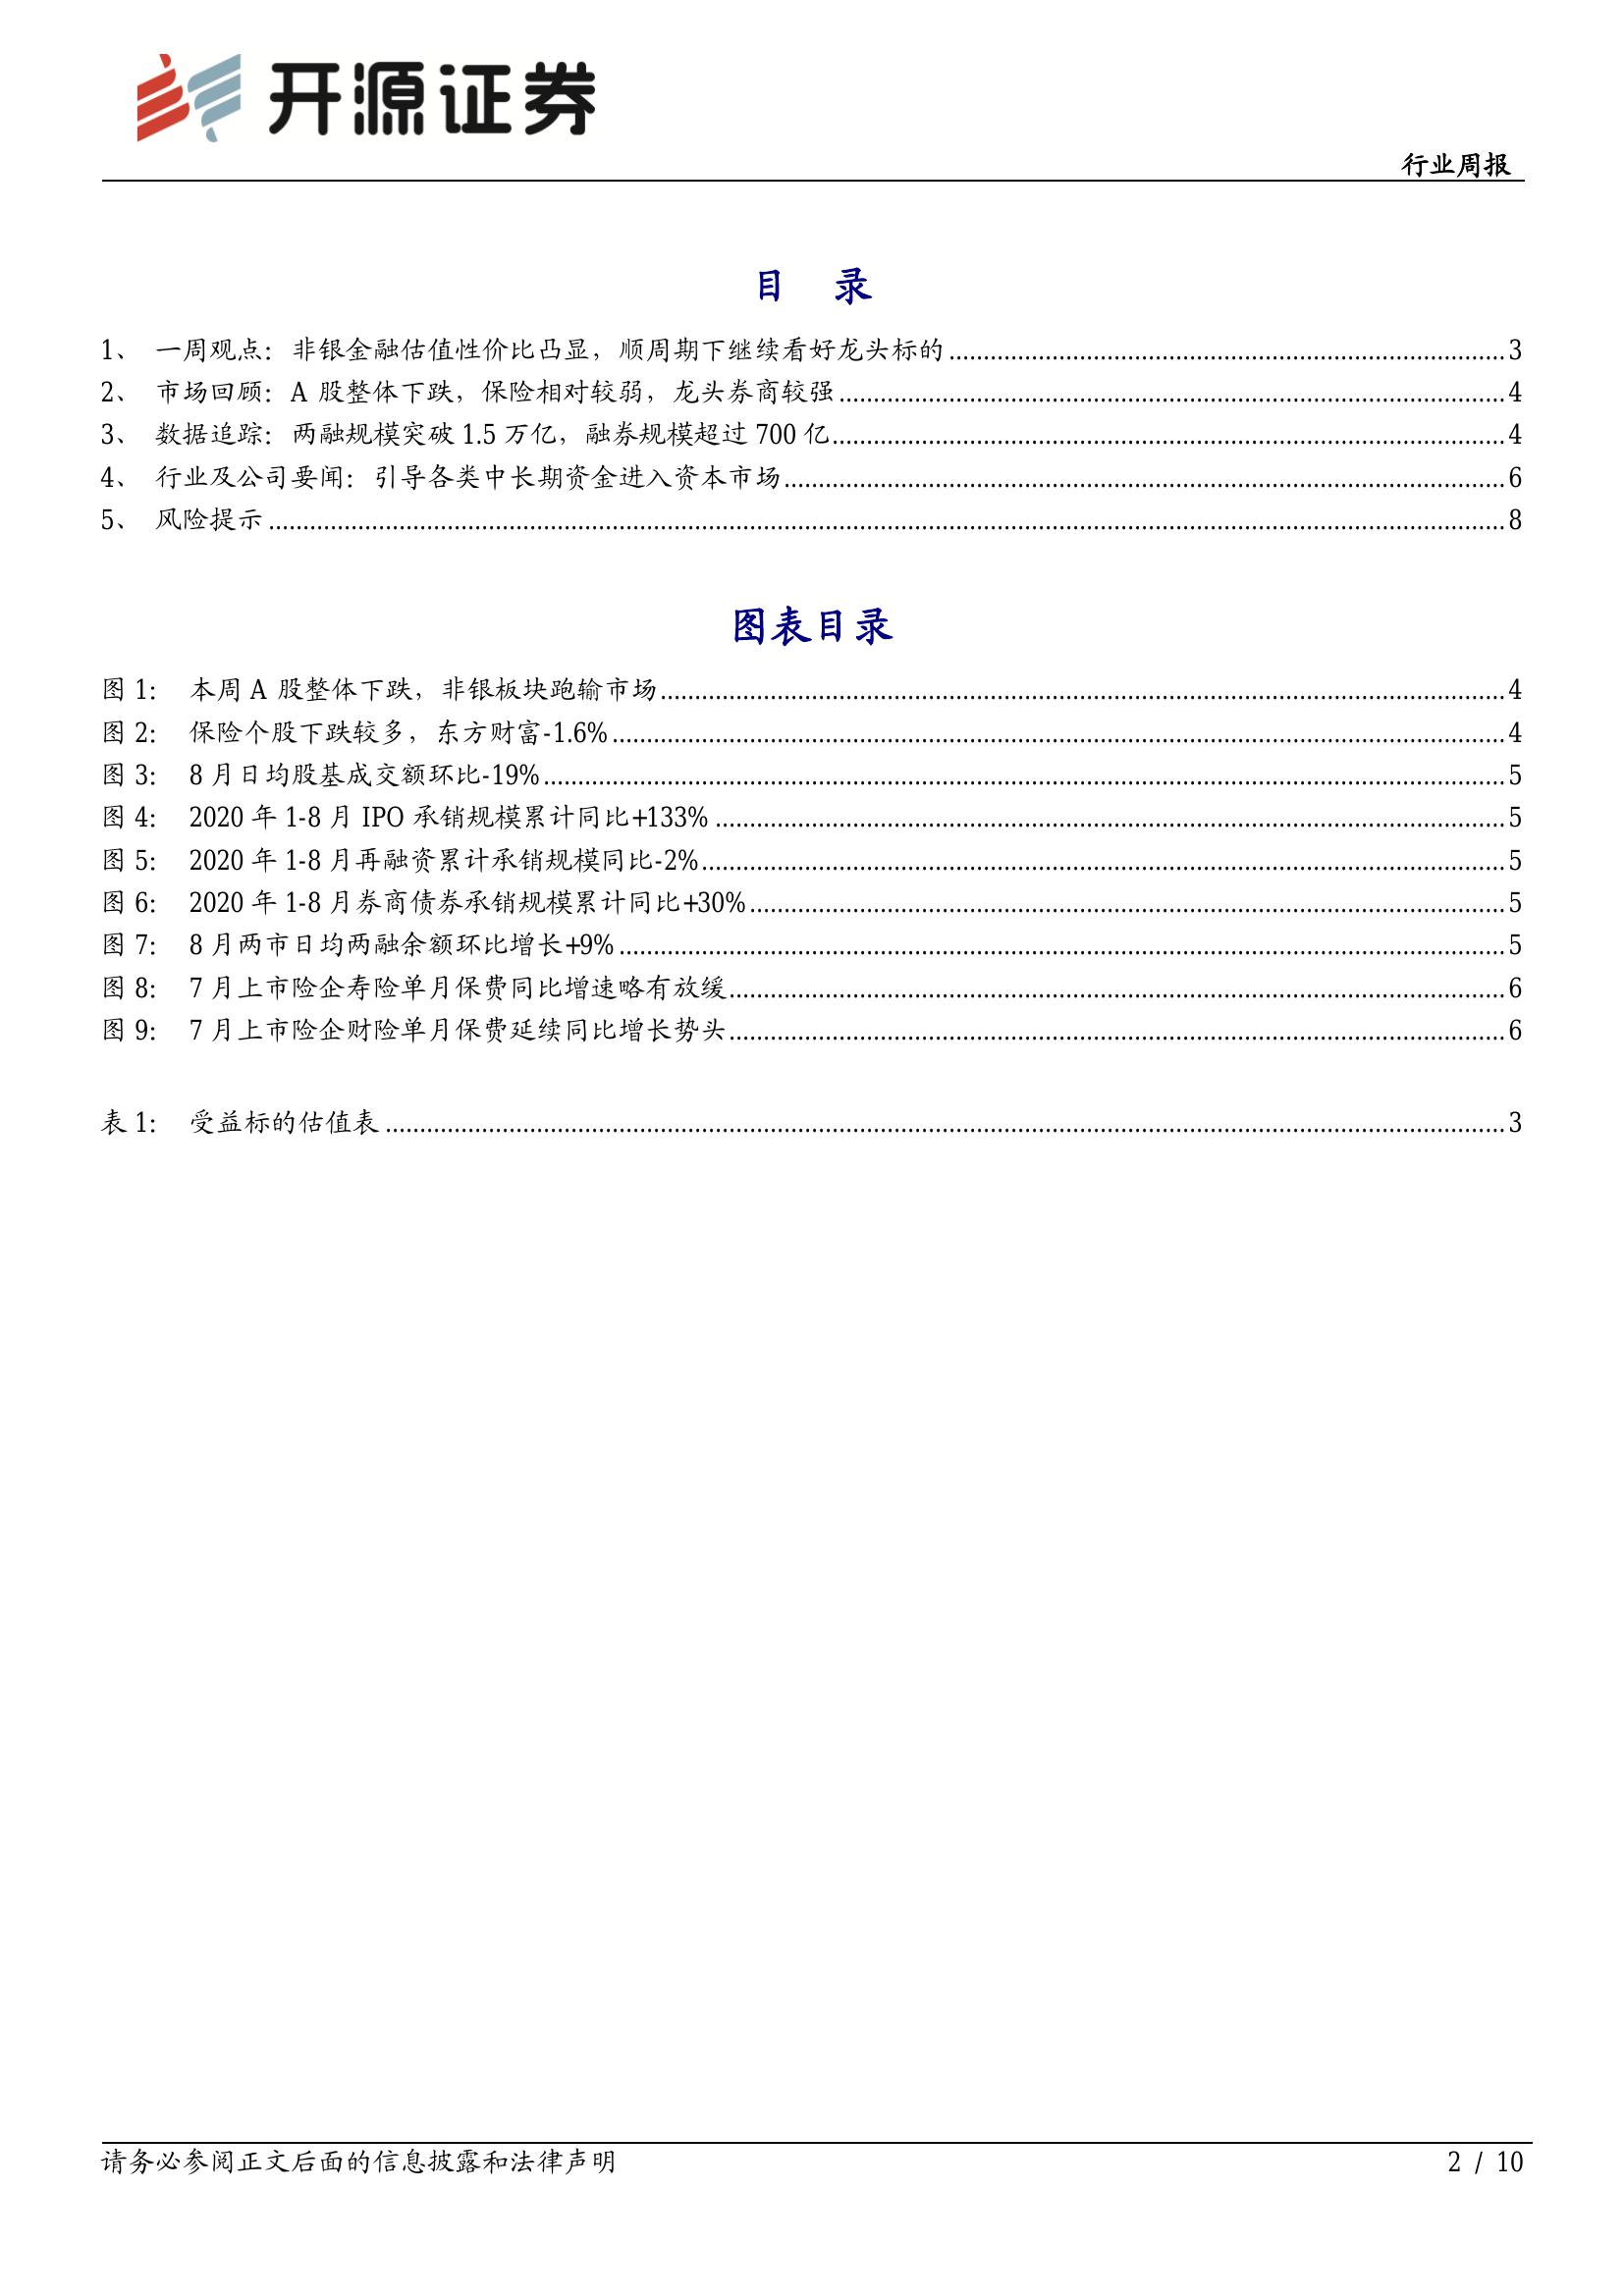 开源证券
行业周报
目 录
1、 一周观点：非银金融估值性价比凸显，顺周期下继续看好龙头标的 3
2、 市场回顾：A 股整体下跌，保险相对较弱，龙头券商较强 4
3、 数据追踪：两融规模突破 1.5 万亿，融券规模超过 700 亿 4
4、 行业及公司要闻：引导各类中长期资金进入资本市场 6
5、 风险提示 8
图表目录
图 1： 本周 A 股整体下跌，非银板块跑输市场 4
图 2： 保险个股下跌较多，东方财富-1.6% 4
图 3： 8 月日均股基成交额环比-19% 5
图 4： 2020 年 1-8 月 IPO 承销规模累计同比+133% 5
图 5： 2020 年 1-8 月再融资累计承销规模同比-2% 5
图 6： 2020 年 1-8 月券商债券承销规模累计同比+30% 5
图 7： 8 月两市日均两融余额环比增长+9% 5
图 8： 7 月上市险企寿险单月保费同比增速略有放缓 6
图 9： 7 月上市险企财险单月保费延续同比增长势头 6
表 1： 受益标的估值表 3
请务必参阅正文后面的信息披露和法律声明 2 / 10